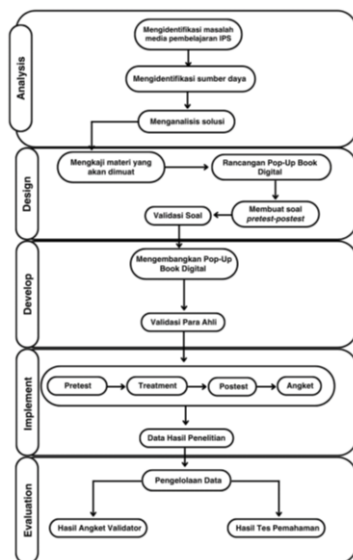 Analysis
Mengidentifikasi masalah
media pembelajaran IPS
Mengidentifikasi sumber daya
Menganalisis solusi
Design
Mengkaji materi yang
akan dimuat
Rancangan Pop-Up Book
Digital
Membuat soal
pretest-postest
Validasi Soal
Develop
Mengembangkan Pop-Up
Book Digital
Validasi Para Ahli
Implement
Pretest
Treatment
Postest
Angket
Data Hasil Penelitian
Evaluation
Pengelolaan Data
Hasil Angket Validator
Hasil Tes Pemahaman